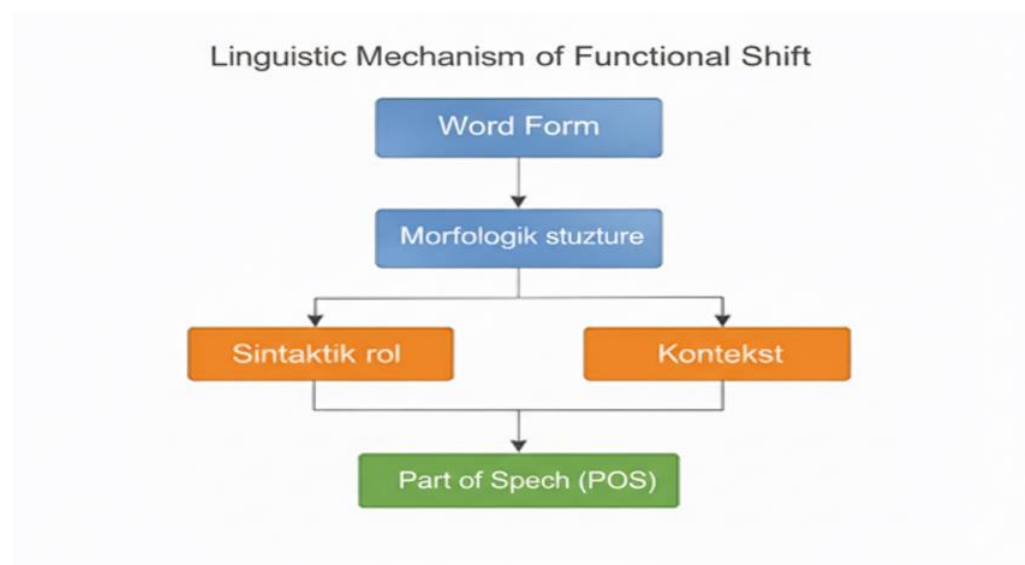 Linguistic Mechanism of Functional Shift
Word Form
Morfologik stuzture
Sintaktik rol
Kontekst
Part of Spech (POS)